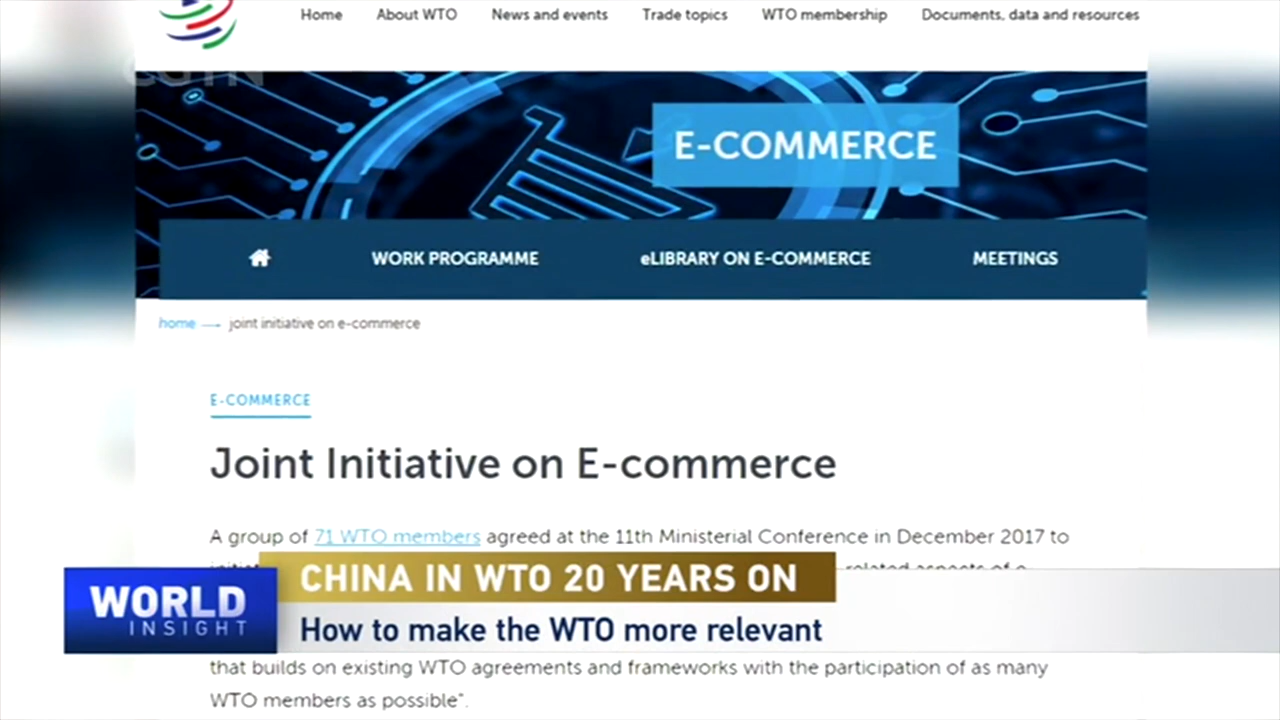 Home About WTO News and events Trade topics WTO membership Documents, data and resources
CGTN
E-COMMERCE
WORK PROGRAMME eLIBRARY ON E-COMMERCE MEETINGS
home joint initiative on e-commerce
E-COMMERCE
Joint Initiative on E-commerce
A group of 71 WTO members agreed at the 11th Ministerial Conference in December 2017 to
related aspects of e-
CHINA IN WTO 20 YEARS ON
WORLD INSIGHT
How to make the WTO more relevant
that builds on existing WTO agreements and frameworks with the participation of as many
WTO members as possible".